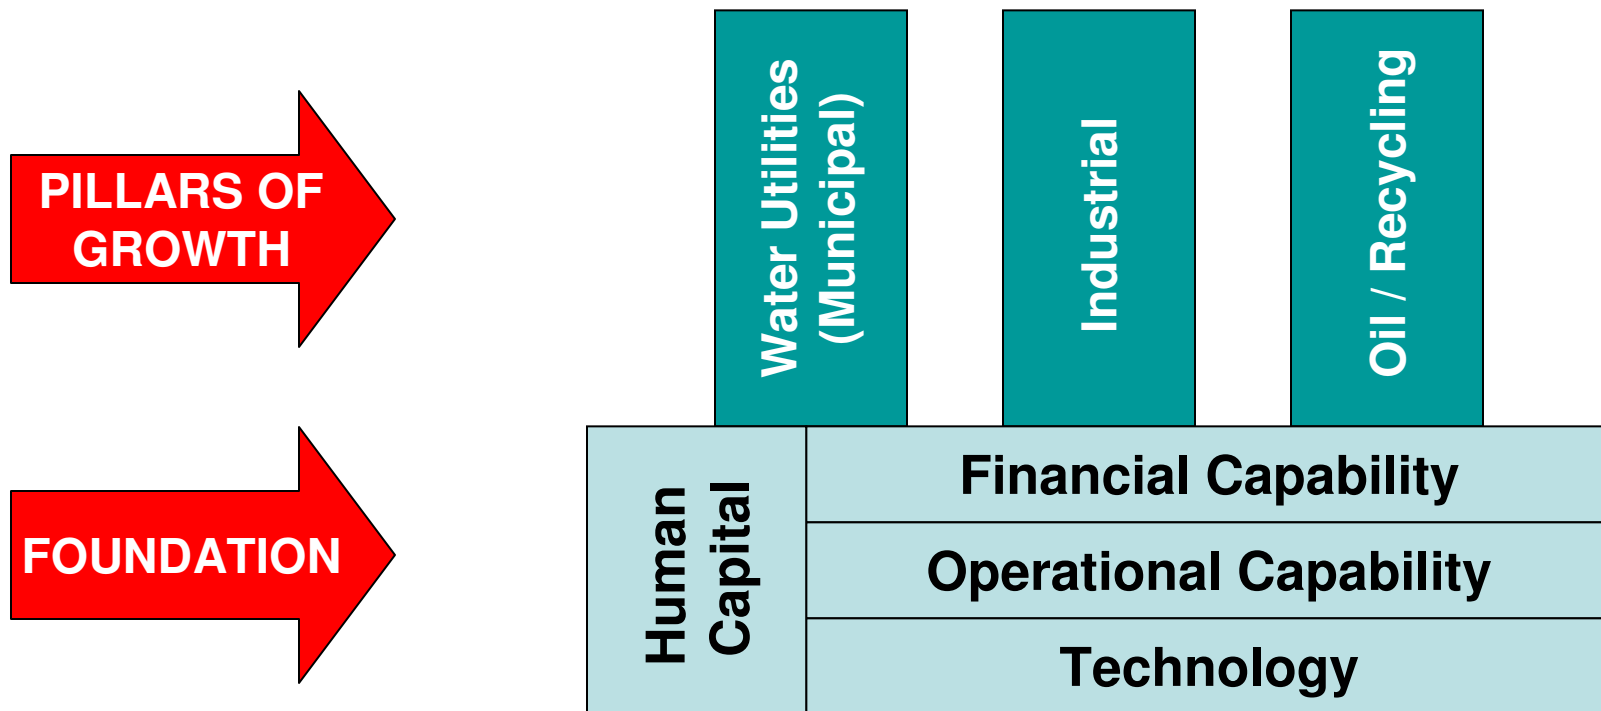 PILLARS OF
GROWTH
Water Utilities
(Municipal)
Industrial
Oil / Recycling
FOUNDATION
Human
Capital
Financial Capability
Operational Capability
Technology